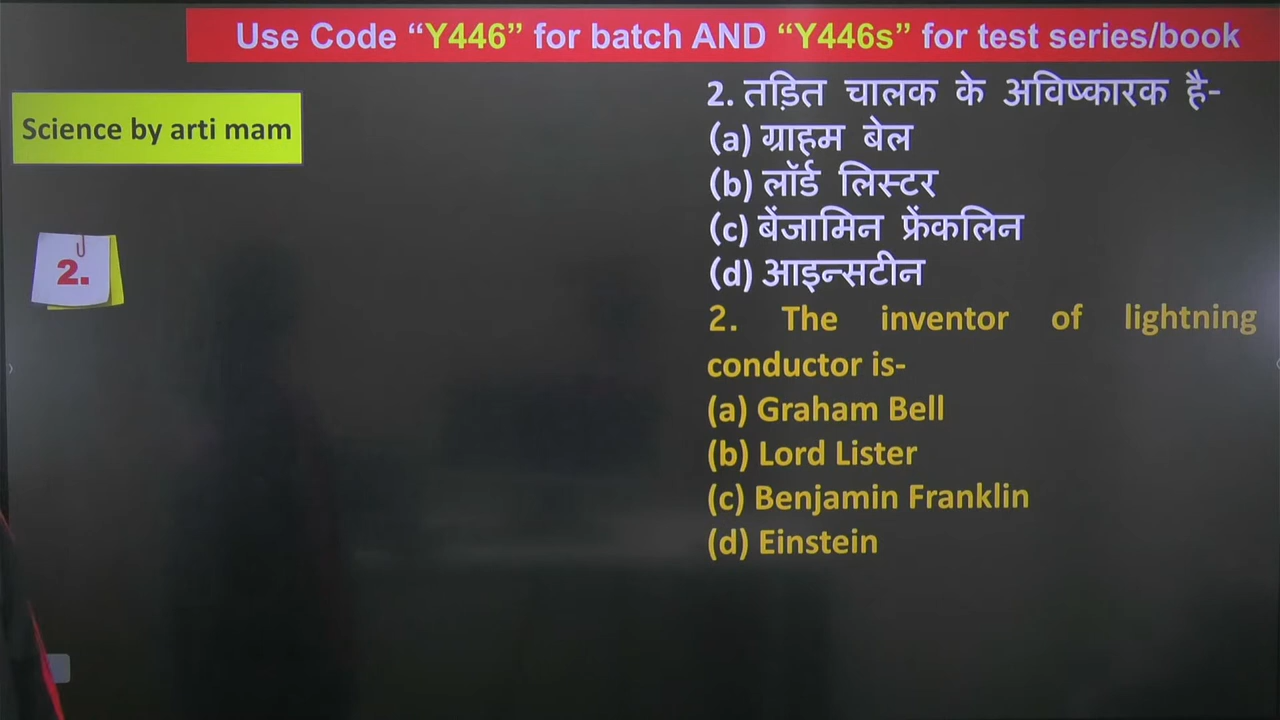 Use Code “Y446” for batch AND “Y446s” for test series/book
Science by arti mam
2.
2. तड़ित चालक के अविष्कारक है-
(a) ग्राहम बेल
(b) लॉर्ड लिस्टर
(c) बेंजामिन फ्रेंकलिन
(d) आइन्सटीन
2. The inventor of lightning
conductor is-
(a) Graham Bell
(b) Lord Lister
(c) Benjamin Franklin
(d) Einstein